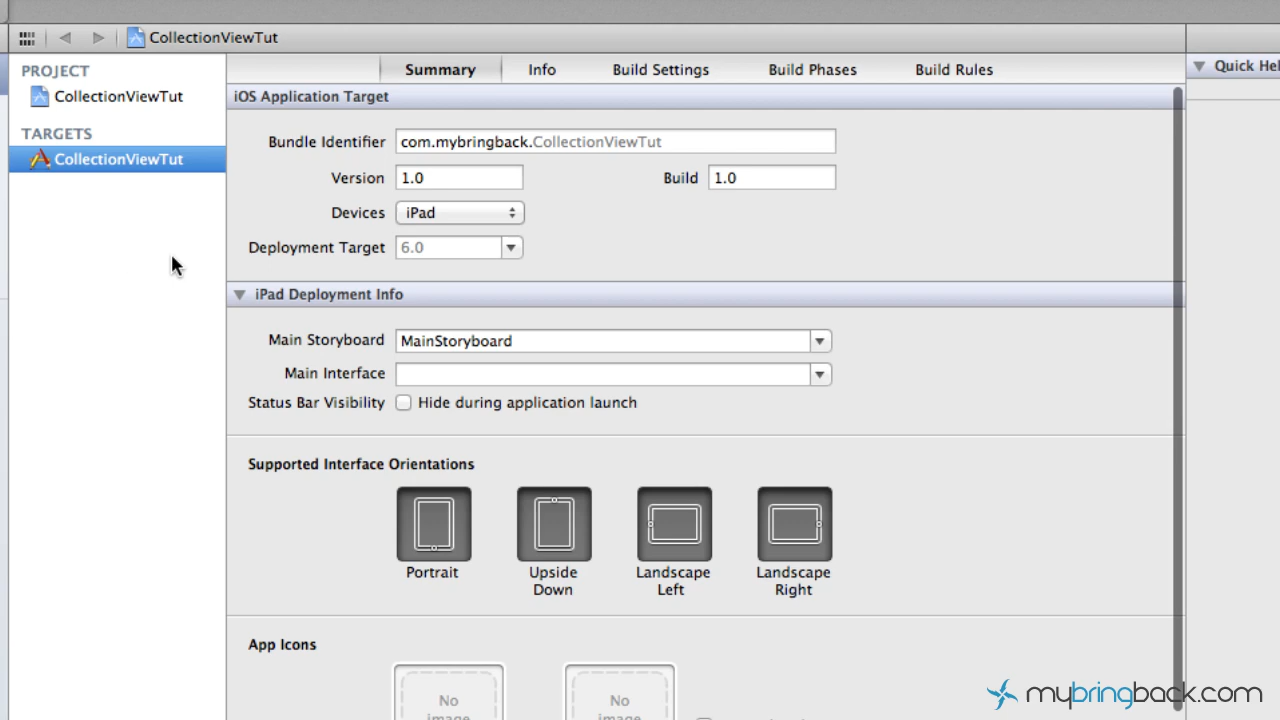 CollectionViewTut
PROJECT
CollectionViewTut
TARGETS
CollectionViewTut
Summary Info Build Settings Build Phases Build Rules
Quick Hel
iOS Application Target
Bundle Identifier com.mybringback.CollectionViewTut
Version 1.0 Build 1.0
Devices iPad
Deployment Target 6.0
iPad Deployment Info
Main Storyboard MainStoryboard
Main Interface
Status Bar Visibility Hide during application launch
Supported Interface Orientations
Portrait Upside Down Landscape Left Landscape Right
App Icons
No image No image
mybringback.com